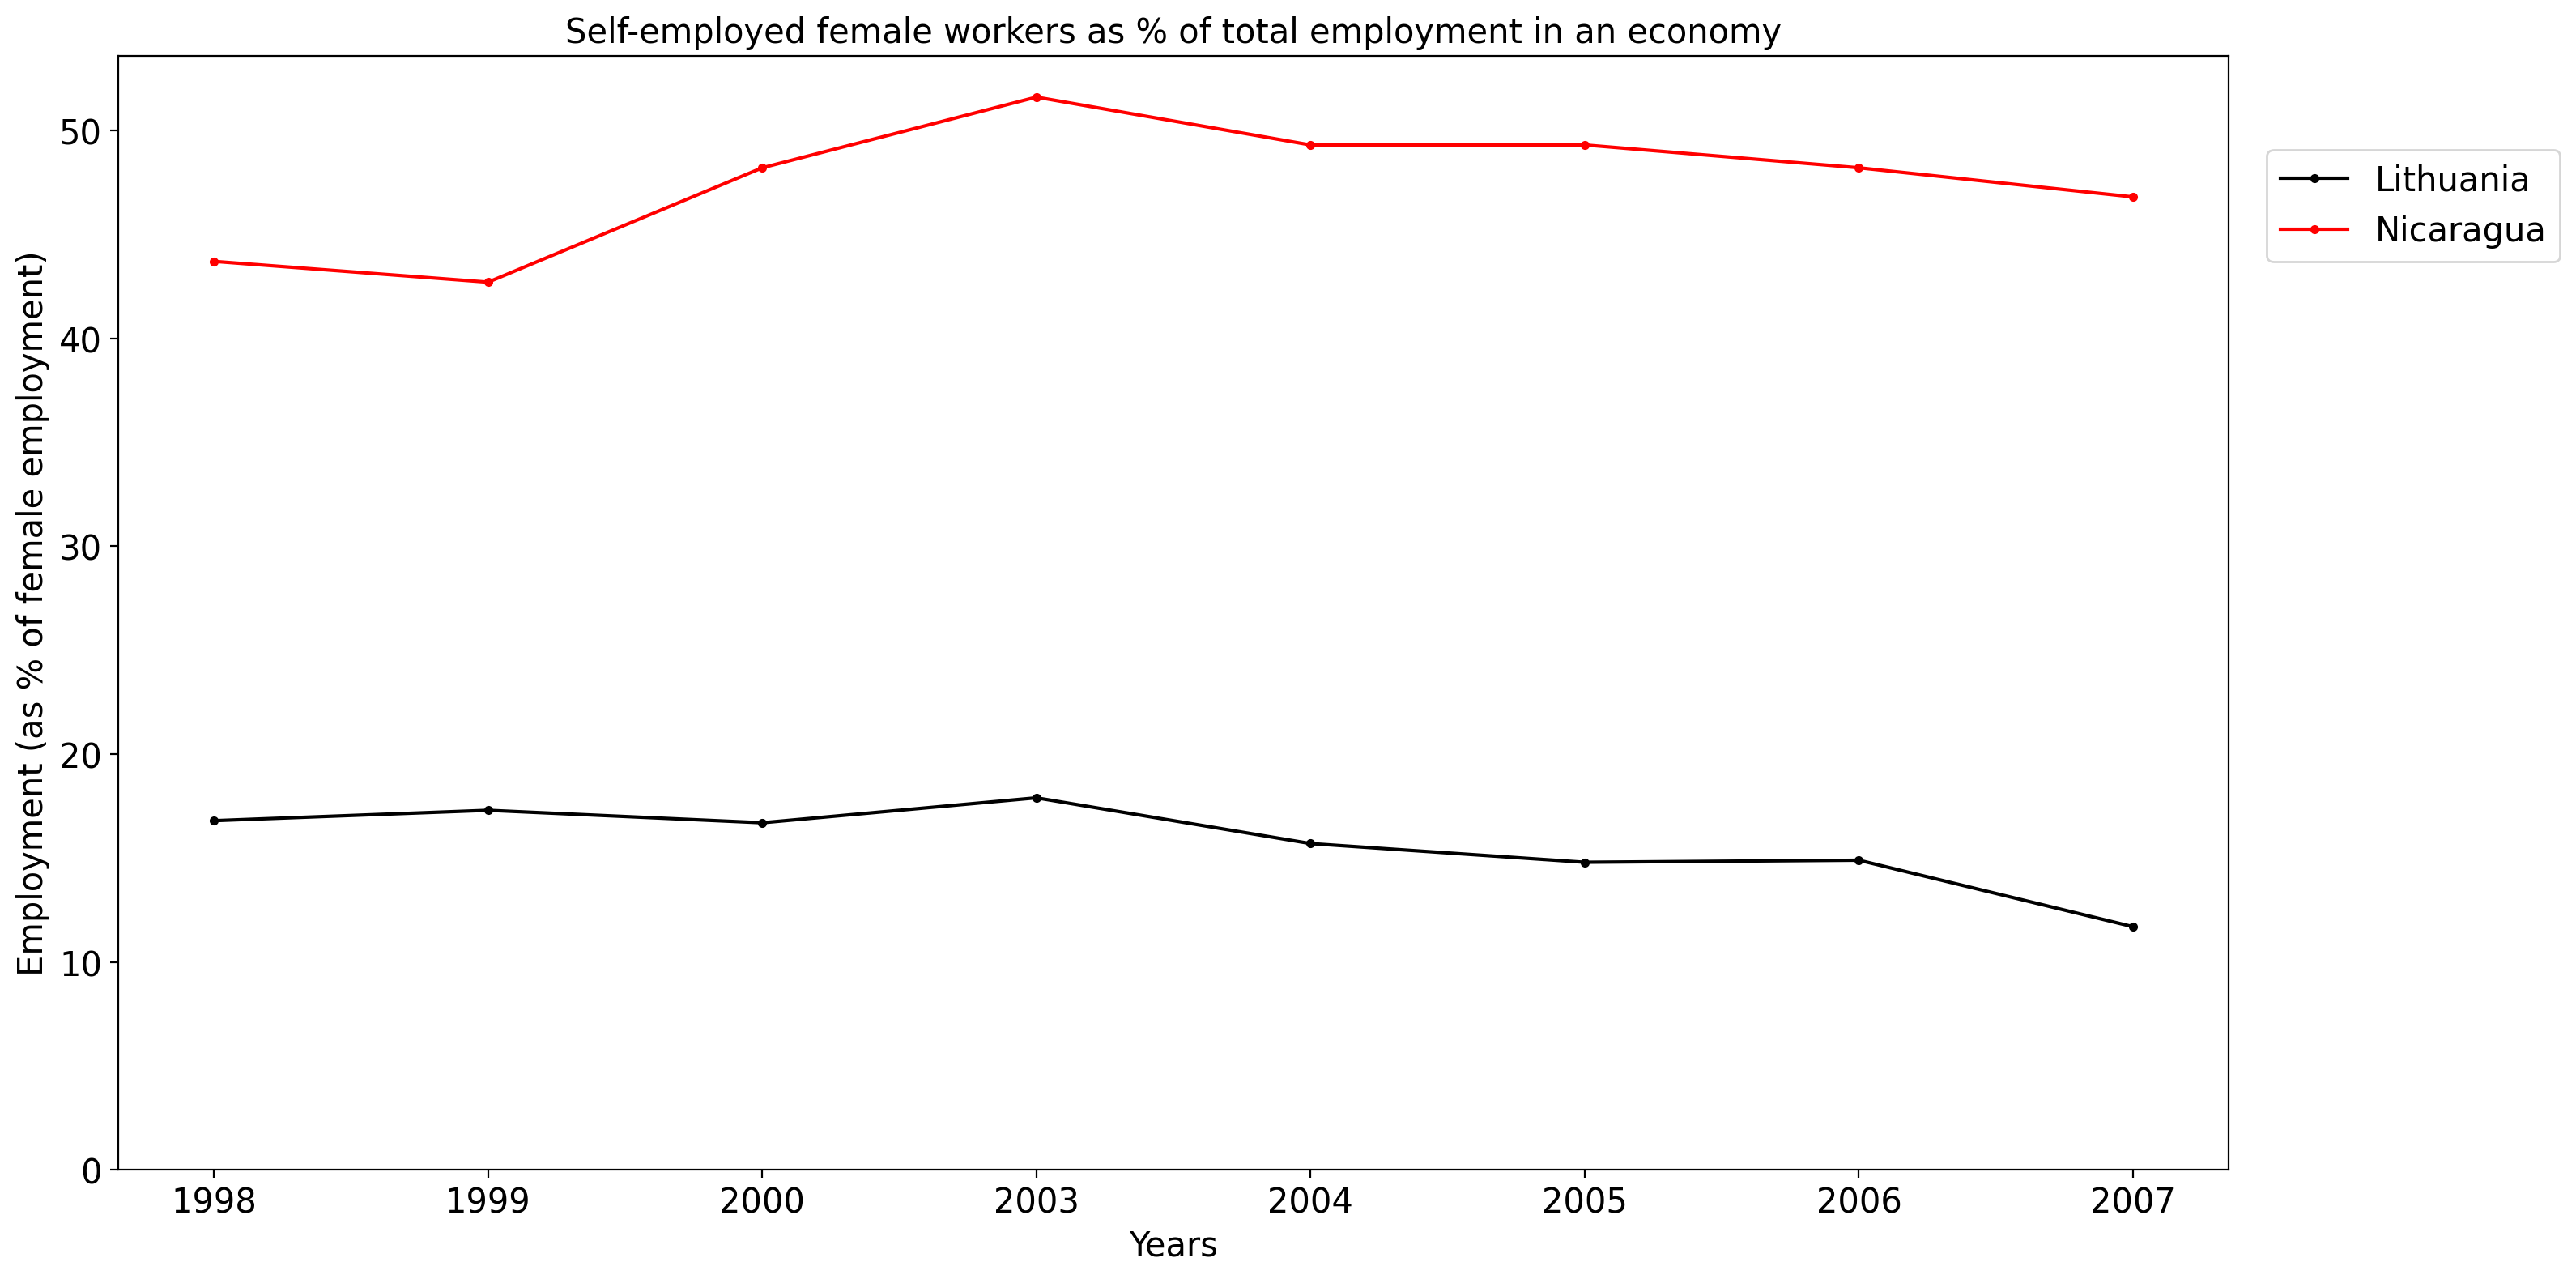 Self-employed female workers as % of total employment in an economy
Employment (as % of female employment)
50
40
30
20
10
0
1998 1999 2000 2003 2004 2005 2006 2007
Years
Lithuania
Nicaragua